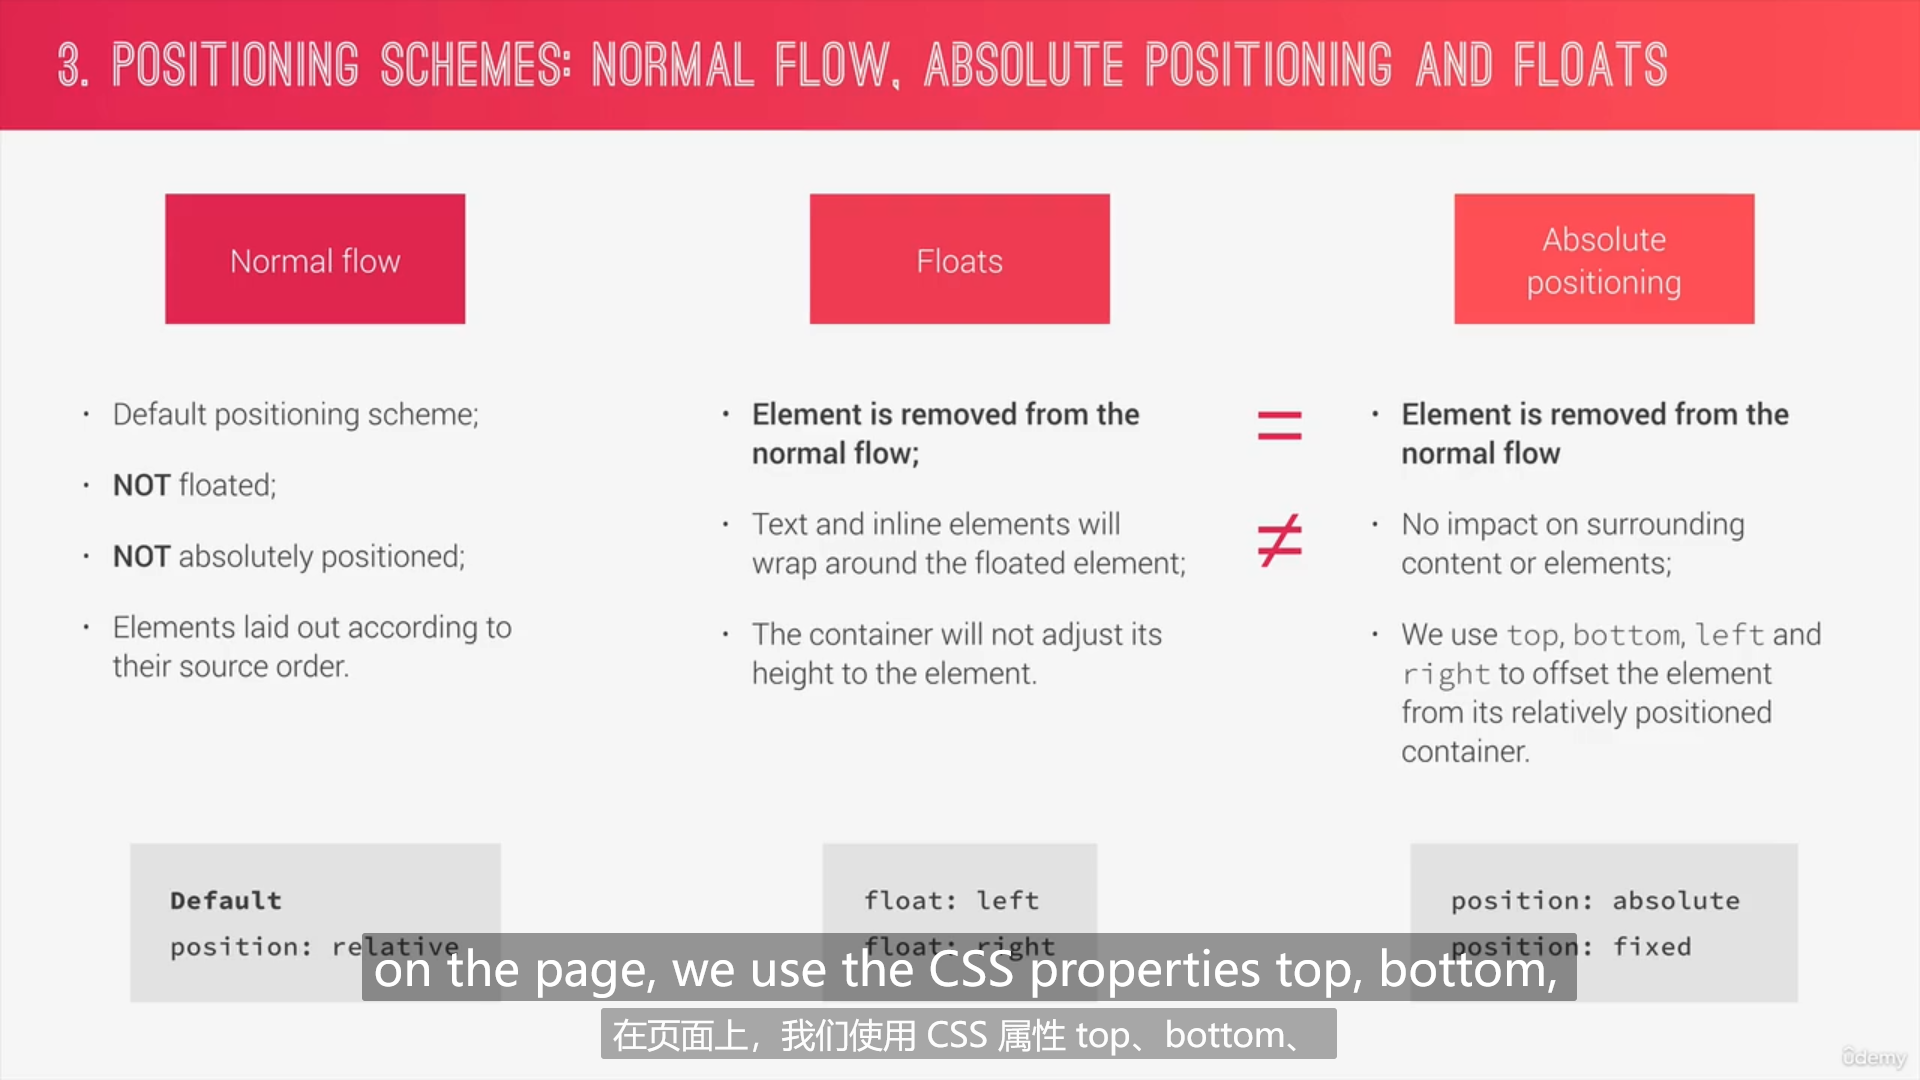 3. POSITIONING SCHEMES: NORMAL FLOW, ABSOLUTE POSITIONING AND FLOATS
Normal flow
• Default positioning scheme;
• NOT floated;
• NOT absolutely positioned;
• Elements laid out according to
their source order.
Default
position: relative
Floats
• Element is removed from the
normal flow;
• Text and inline elements will
wrap around the floated element;
• The container will not adjust its
height to the element.
float: left
float: right
=
≠
Absolute
positioning
• Element is removed from the
normal flow
• No impact on surrounding
content or elements;
• We use top, bottom, left and
right to offset the element
from its relatively positioned
container.
position: absolute
position: fixed
on the page, we use the CSS properties top, bottom,
在页面上，我们使用 CSS 属性 top、bottom、
ûdemy